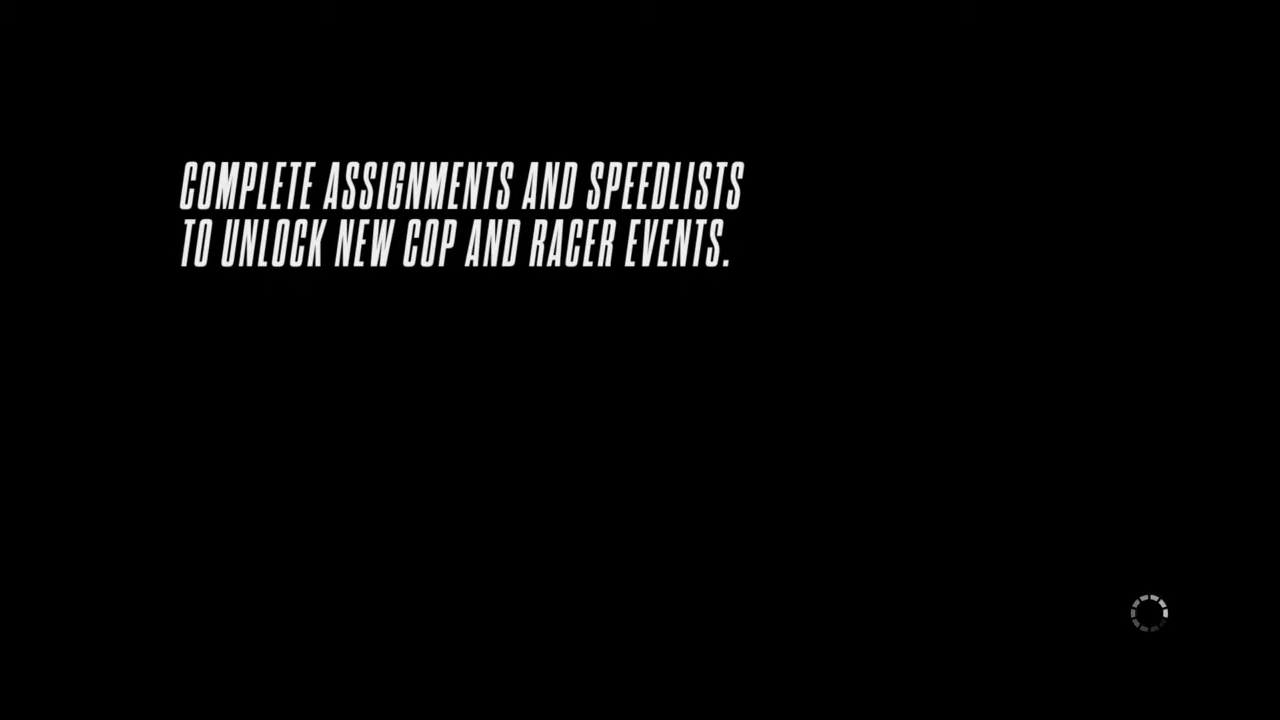 COMPLETE ASSIGNMENTS AND SPEEDLISTS
TO UNLOCK NEW COP AND RACER EVENTS.